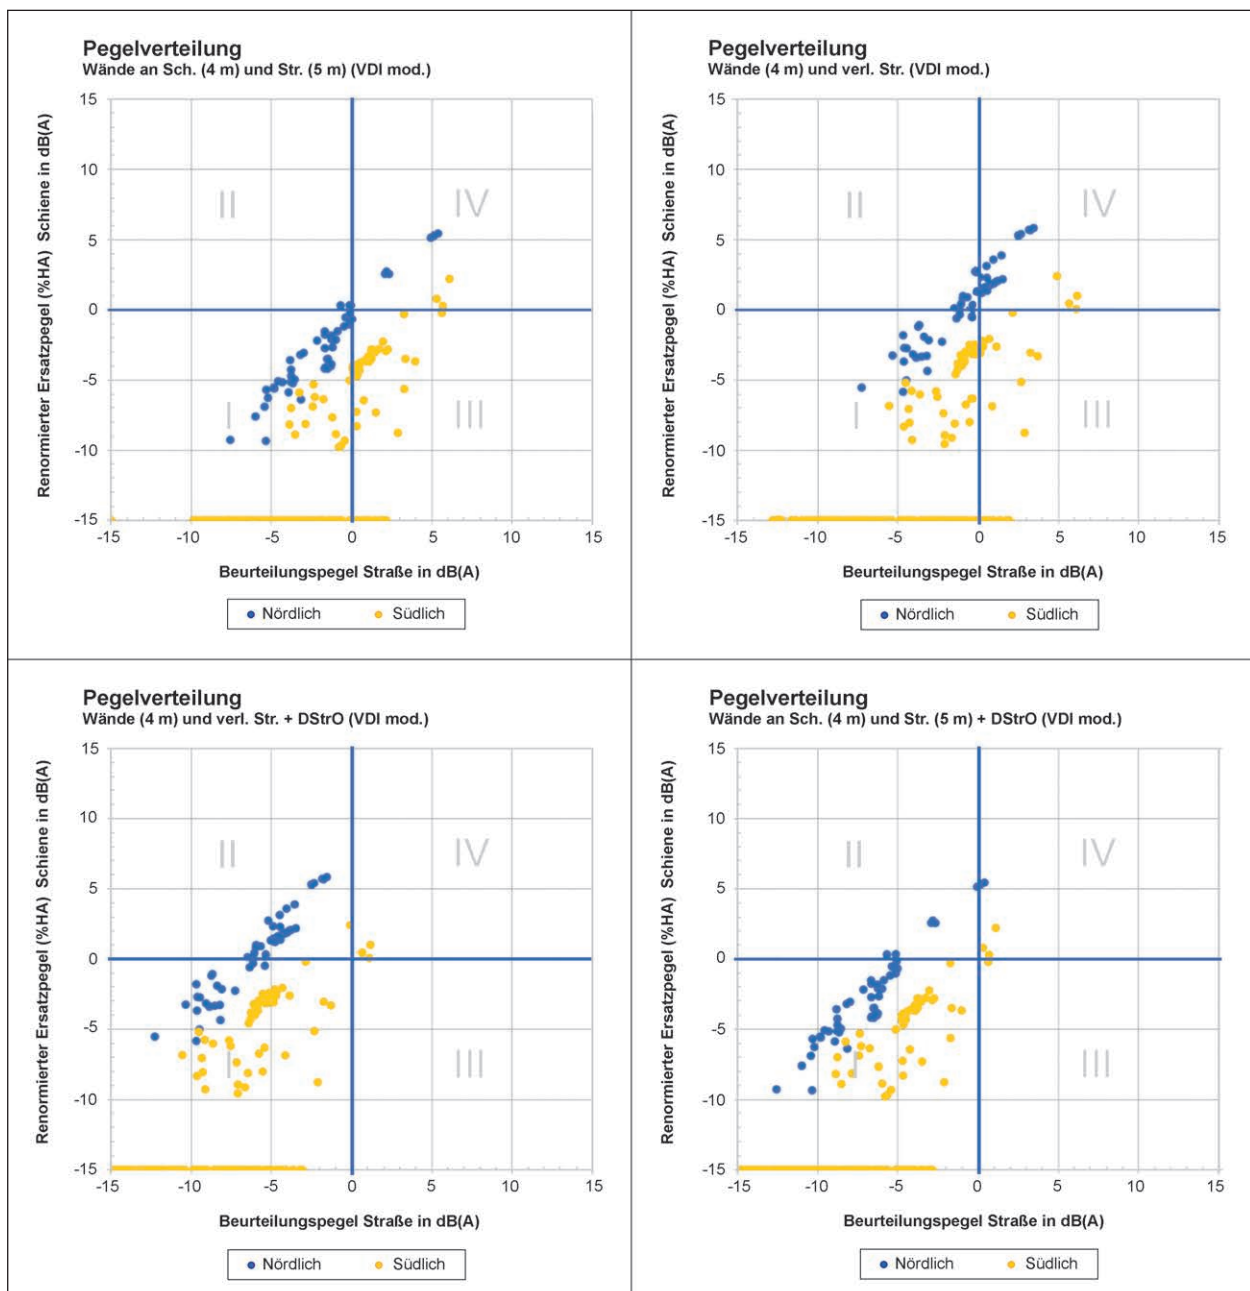 Pegelverteilung
Wände an Sch. (4 m) und Str. (5 m) (VDI mod.)
Renormierter Ersatzpegel (%HA) Schiene in dB(A)
15
10
5
0
-5
-10
-15
II
IV
I
III
-15
-10
-5
0
5
10
15
Beurteilungspegel Straße in dB(A)
Nördlich
Südlich
Pegelverteilung
Wände (4 m) und verl. Str. (VDI mod.)
Renormierter Ersatzpegel (%HA) Schiene in dB(A)
15
10
5
0
-5
-10
-15
II
IV
I
III
-15
-10
-5
0
5
10
15
Beurteilungspegel Straße in dB(A)
Nördlich
Südlich
Pegelverteilung
Wände (4 m) und verl. Str. + DStrO (VDI mod.)
Renormierter Ersatzpegel (%HA) Schiene in dB(A)
15
10
5
0
-5
-10
-15
II
IV
I
III
-15
-10
-5
0
5
10
15
Beurteilungspegel Straße in dB(A)
Nördlich
Südlich
Pegelverteilung
Wände an Sch. (4 m) und Str. (5 m) + DStrO (VDI mod.)
Renormierter Ersatzpegel (%HA) Schiene in dB(A)
15
10
5
0
-5
-10
-15
II
IV
I
III
-15
-10
-5
0
5
10
15
Beurteilungspegel Straße in dB(A)
Nördlich
Südlich